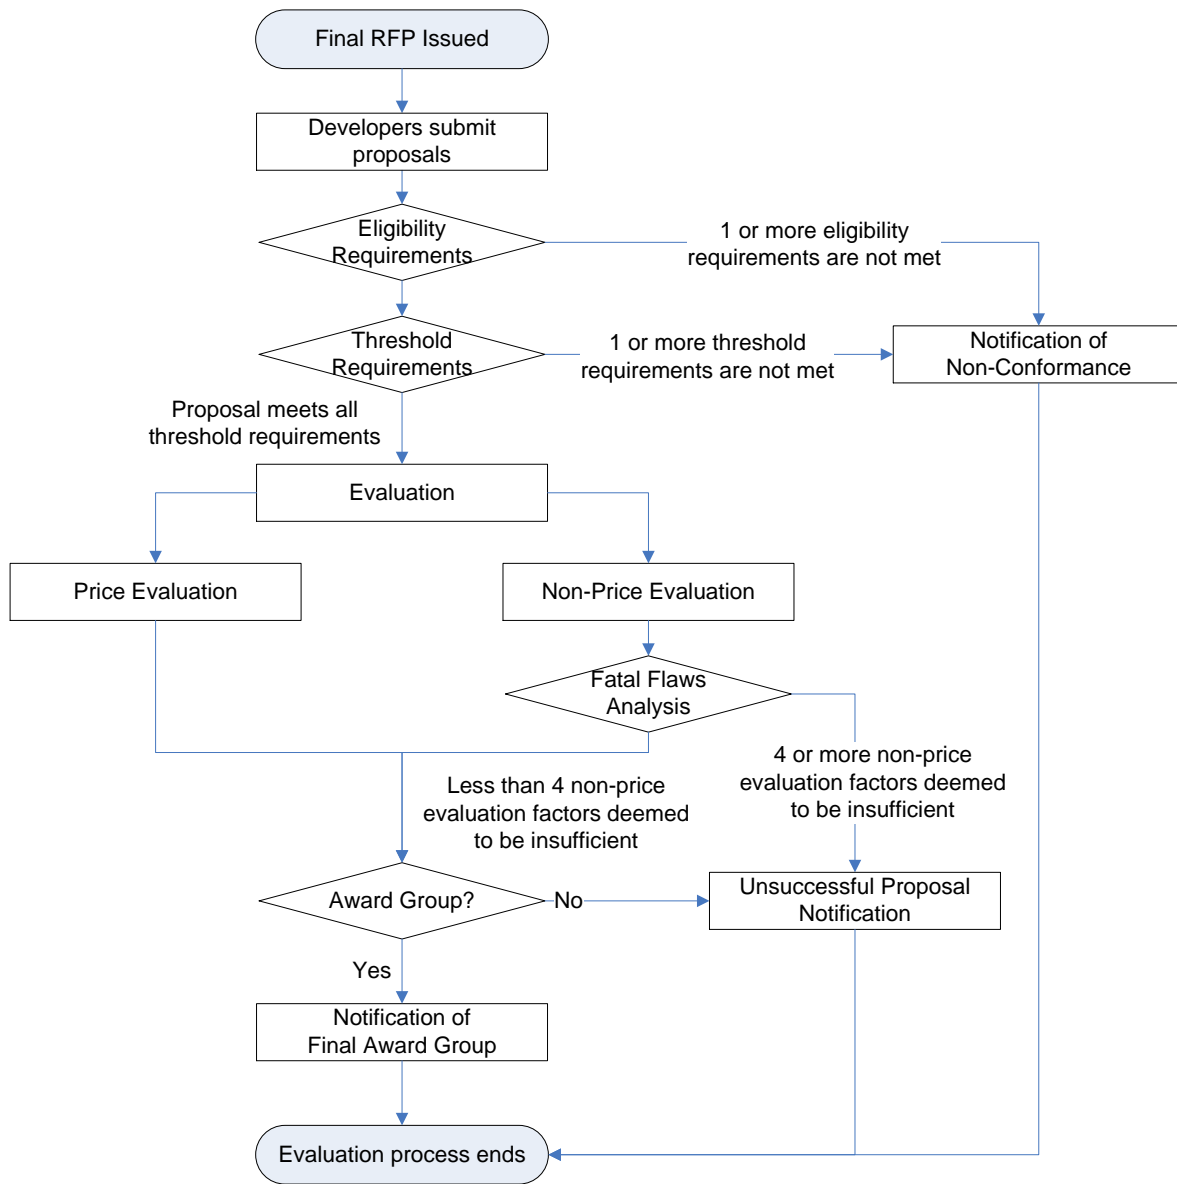 Final RFP Issued
Developers submit
proposals
Eligibility
Requirements
1 or more eligibility
requirements are not met
Threshold
Requirements
1 or more threshold
requirements are not met
Notification of
Non-Conformance
Proposal meets all
threshold requirements
Evaluation
Price Evaluation
Non-Price Evaluation
Fatal Flaws
Analysis
4 or more non-price
evaluation factors deemed
to be insufficient
Less than 4 non-price
evaluation factors deemed
to be insufficient
Award Group?
No
Unsuccessful Proposal
Notification
Yes
Notification of
Final Award Group
Evaluation process ends